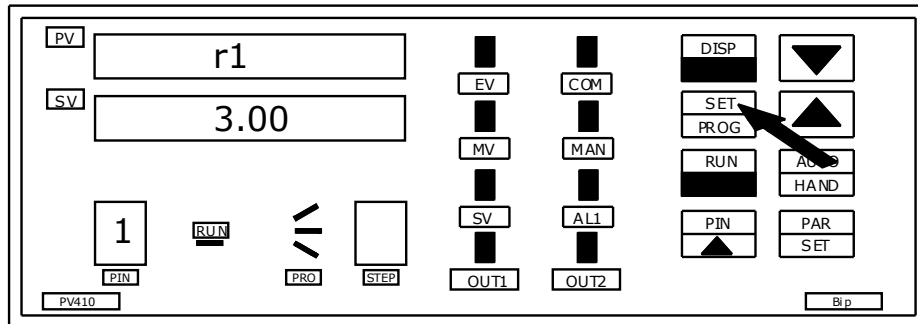 PV
r1
SV
3.00
EV
COM
MV
MAN
SV
AL1
OUT1
OUT2
DISP
SET
PROG
RUN
HAND
PIN
PAR
SET
1
RUN
PIN
PRO
STEP
PV410
Bip